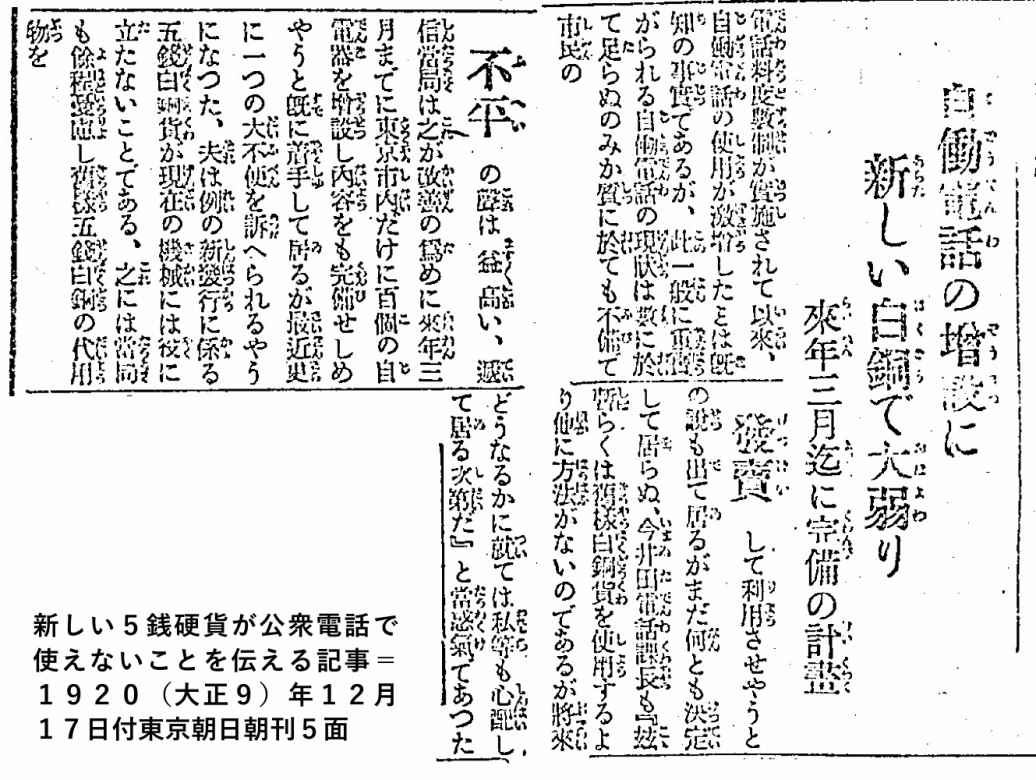 自働電話の増設に
新しい白銅で大弱り
來年三月迄に完備の計畫
電話料度數制が實施されて以來、
自働電話の使用が激增したとは既
知の事實であるが、此一般に重寶
がられる自働電話の現狀は數に於
て足らぬのみか質に於ても不備で
市民の
不平の聲は益高い、遞
信當局は之が改善の爲めに來年三
月までに東京市內だけに百個の自
電器を增設し內容をも完備せしめ
やうと既に着手して居るが最近更
に一つの大不便を訴へられるやう
になつた、夫は例の新發行に係る
五錢白銅貨が現在の機械には役に
立たないことである、之には當局
も餘程憂慮し舊樣五錢白銅の代用
物を
發賣して利用させやうと
の說も出て居るがまだ何とも決定
して居らぬ、今井田電話課長も『玆
暫らくは舊樣白銅貨を使用するよ
り他に方法がないのであるが將來
どうなるかに就ては私等も心配し
て居る次第だ』と當惑氣であつた
新しい5銭硬貨が公衆電話で
使えないことを伝える記事＝
1920（大正9）年12月
17日付東京朝日朝刊5面